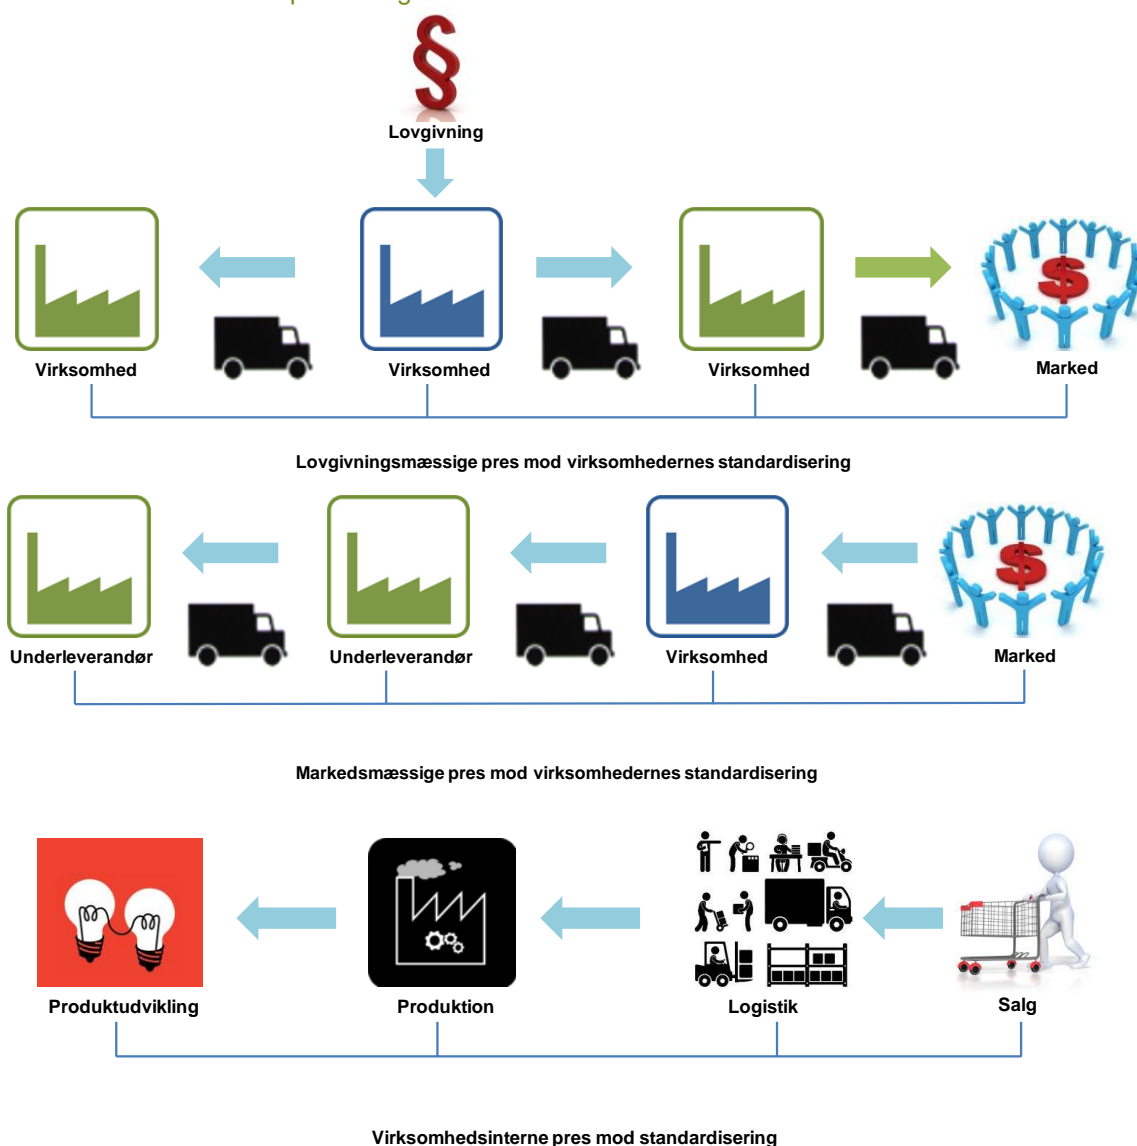 Lovgivning
Virksomhed Virksomhed Virksomhed Marked
Lovgivningsmæssige pres mod virksomhedernes standardisering
Underleverandør Underleverandør Virksomhed Marked
Markedsmæssige pres mod virksomhedernes standardisering
Produktudvikling Produktion Logistik Salg
Virksomhedsinterne pres mod standardisering